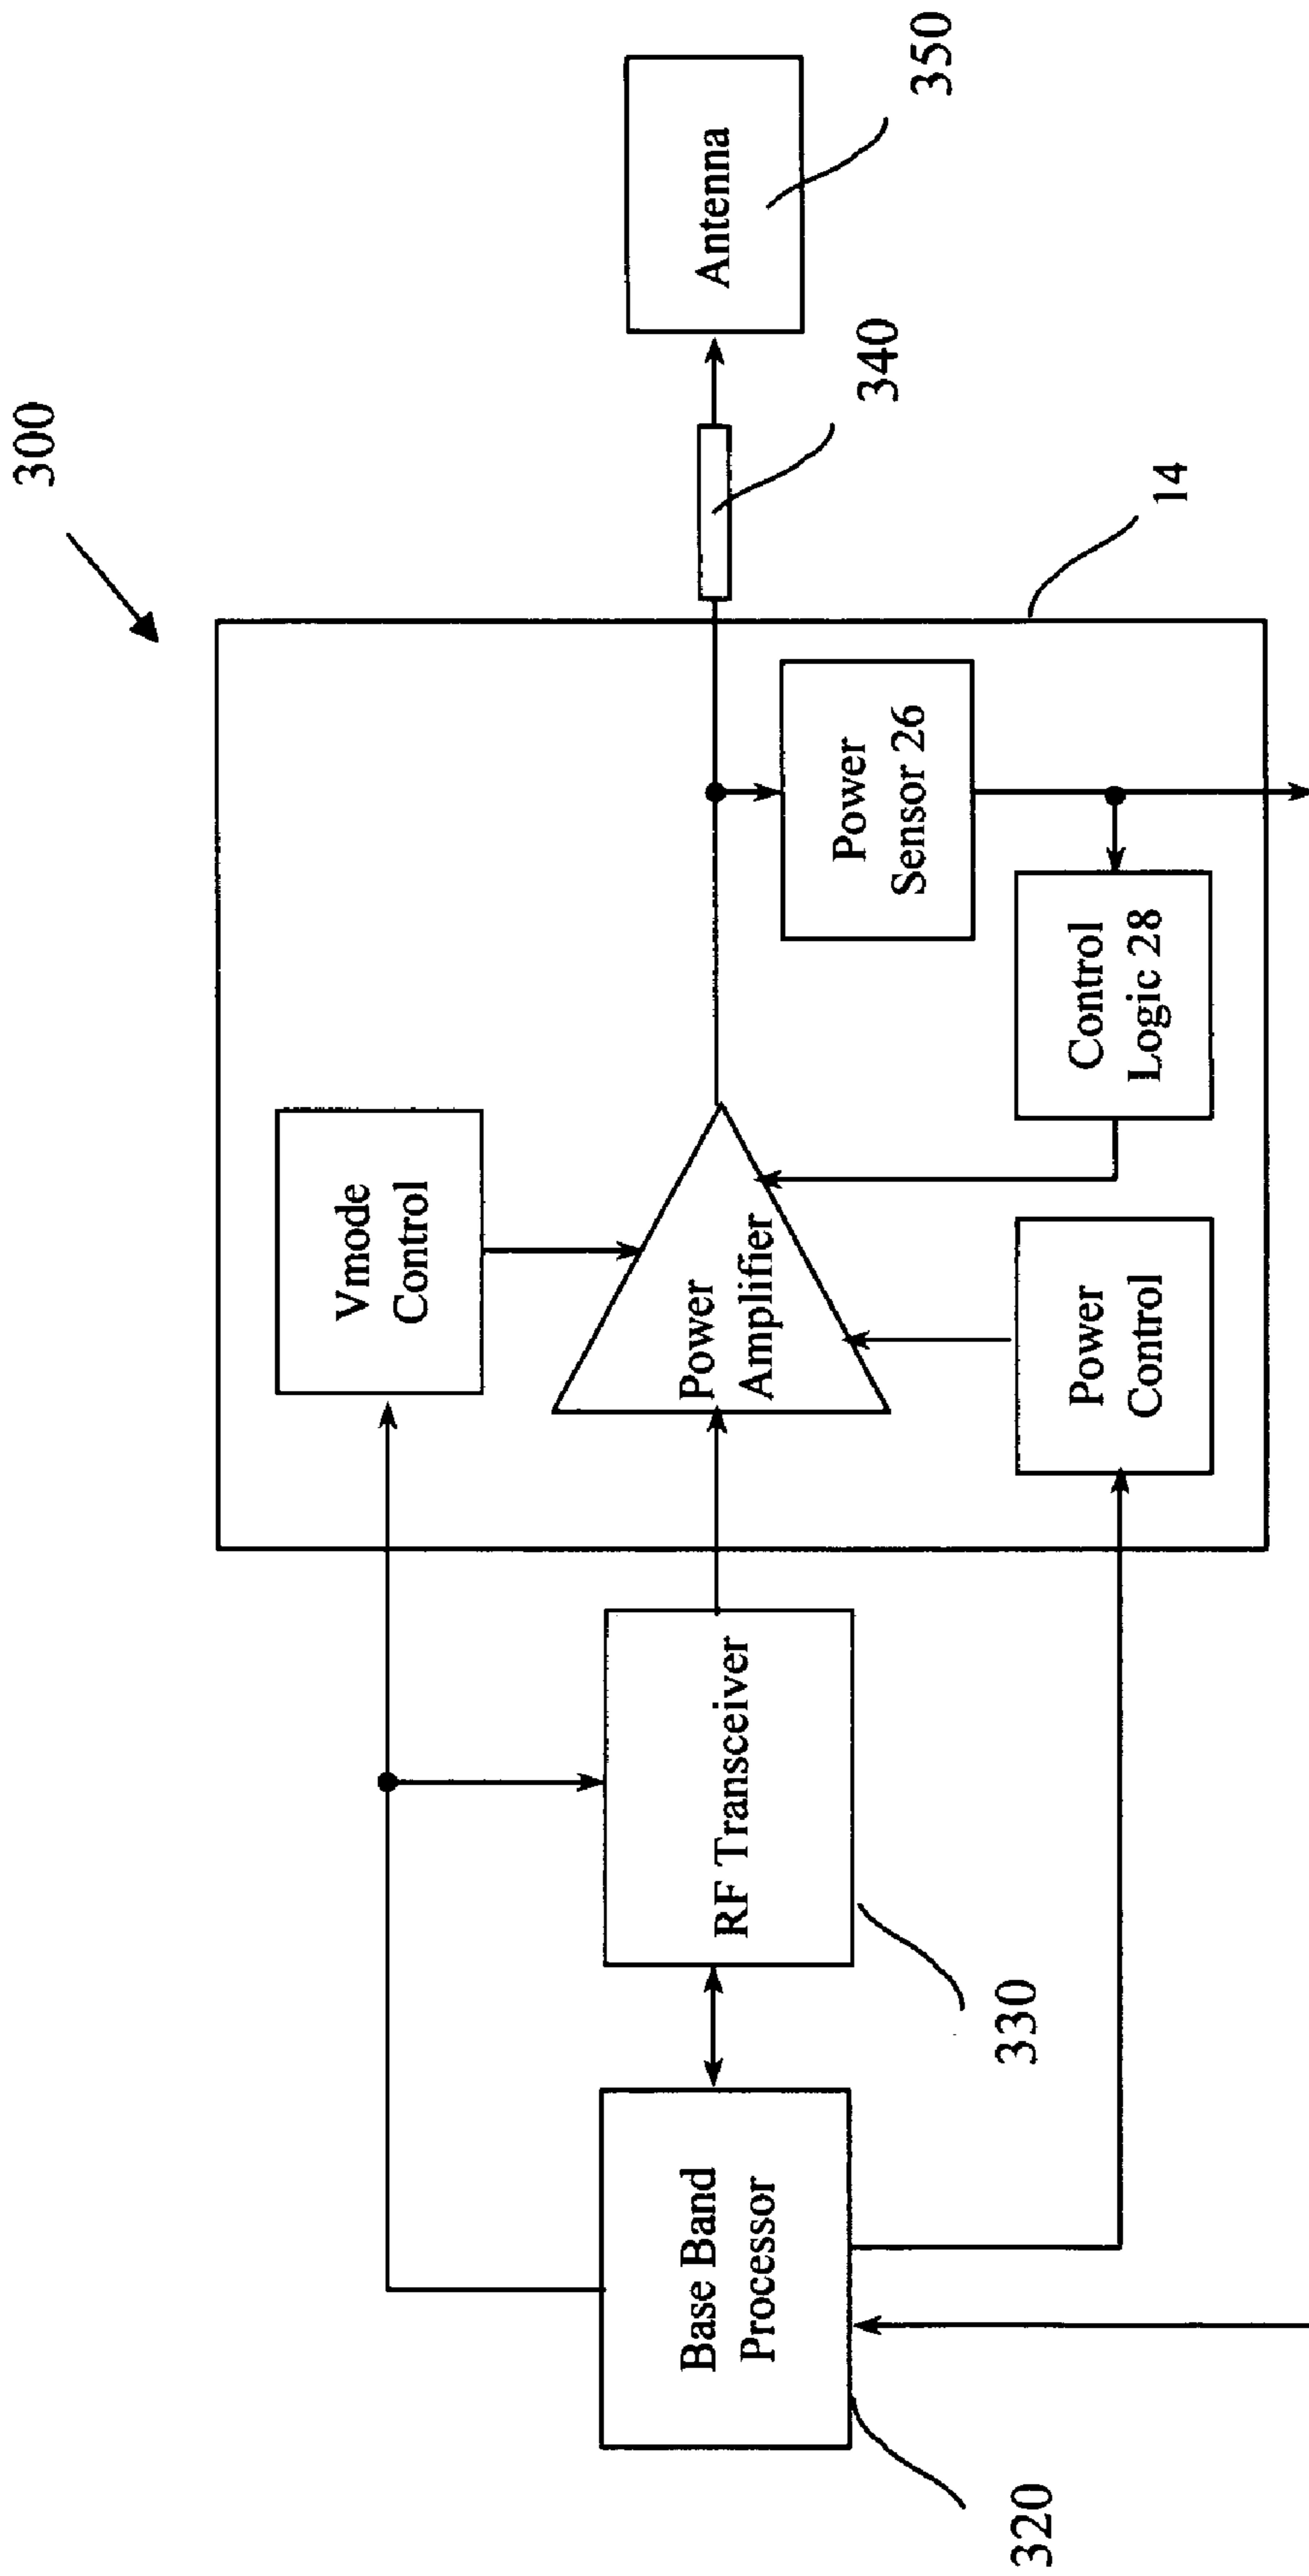 300
Vmode
Control
Base Band
Processor
RF Transceiver
Power
Amplifier
Antenna
Power
Sensor 26
Power
Control
Control
Logic 28
320
330
340
350
14